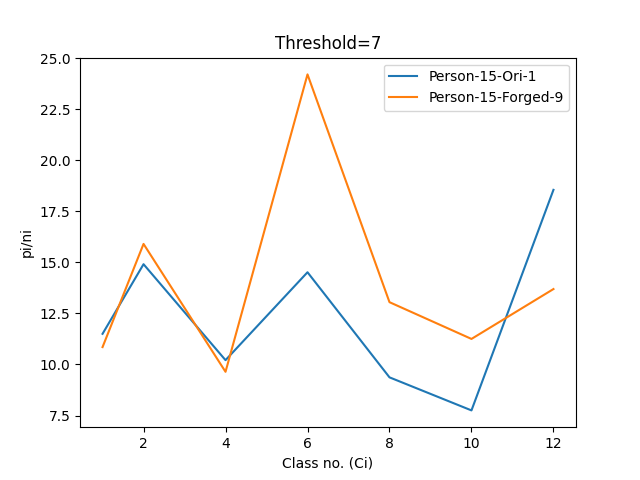 Threshold=7
Person-15-Ori-1
Person-15-Forged-9
25.0
22.5
20.0
17.5
15.0
12.5
10.0
7.5
pi/ni
2 4 6 8 10 12
Class no. (Ci)